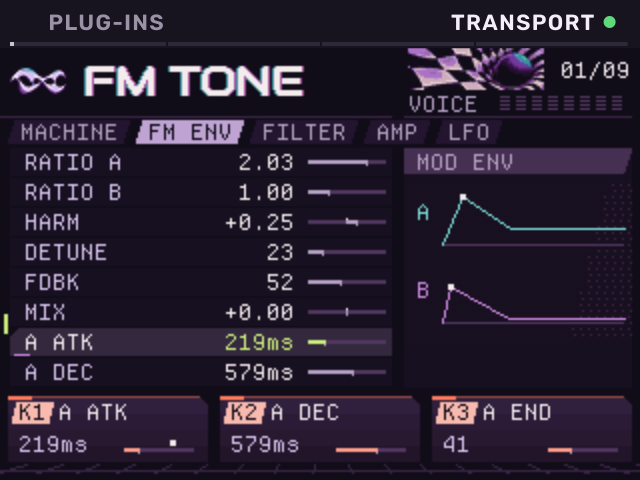 PLUG-INS TRANSPORT
FM TONE 01/09
VOICE
MACHINE FM ENV FILTER AMP LFO
RATIO A 2.03 MOD ENV
RATIO B 1.00
HARM +0.25 A
DETUNE 23
FDBK 52 B
MIX +0.00
A ATK 219ms
A DEC 579ms
K1 A ATK K2 A DEC K3 A END
219ms 579ms 41